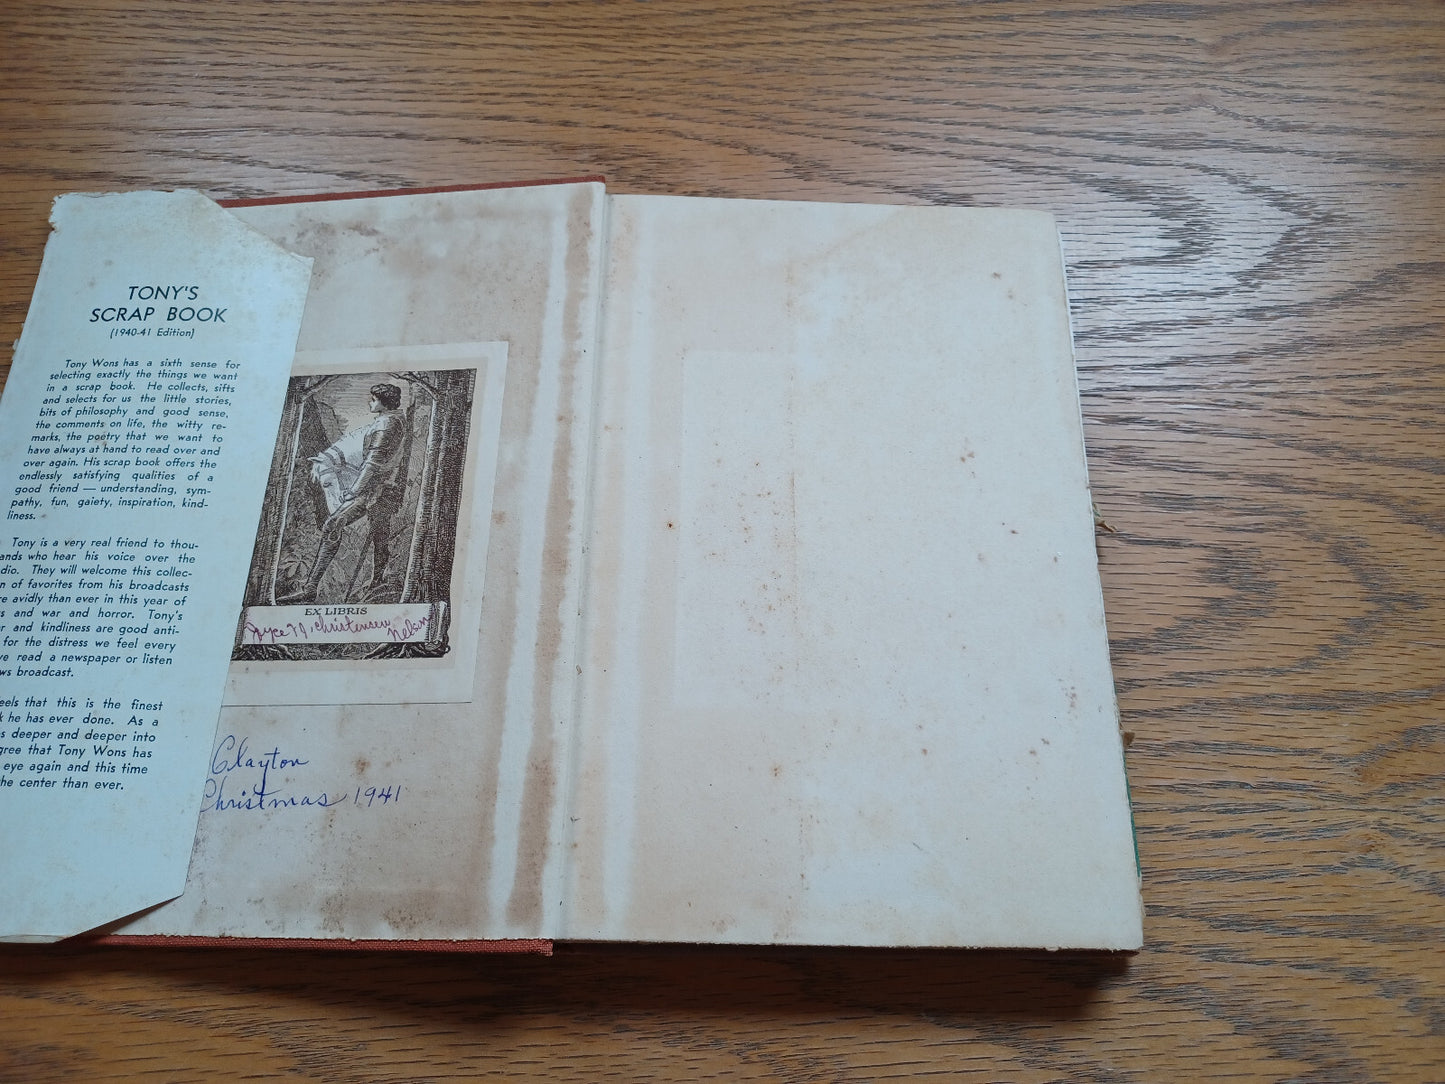 TONY'S
SCRAP BOOK
(1940-41 Edition)
Tony Wons has a sixth sense for
selecting exactly the things we want
in a scrap book. He collects, sifts
and selects for us the little stories,
bits of philosophy and good sense,
the comments on life, the witty re-
marks, the poetry that we want to
have always at hand to read over and
over again. His scrap book offers the
endlessly satisfying qualities of a
good friend — understanding, sym-
pathy, fun, gaiety, inspiration, kind-
liness.
Tony is a very real friend to thou-
ands who hear his voice over the
dio. They will welcome this collec-
n of favorites from his broadcasts
re avidly than ever in this year of
s and war and horror. Tony's
r and kindliness are good anti-
for the distress we feel every
ve read a newspaper or listen
ws broadcast.
eels that this is the finest
k he has ever done. As a
s deeper and deeper into
gree that Tony Wons has
eye again and this time
the center than ever.
EX LIBRIS
Joyce M. Christensen
Nelson
Clayton
Christmas 1941